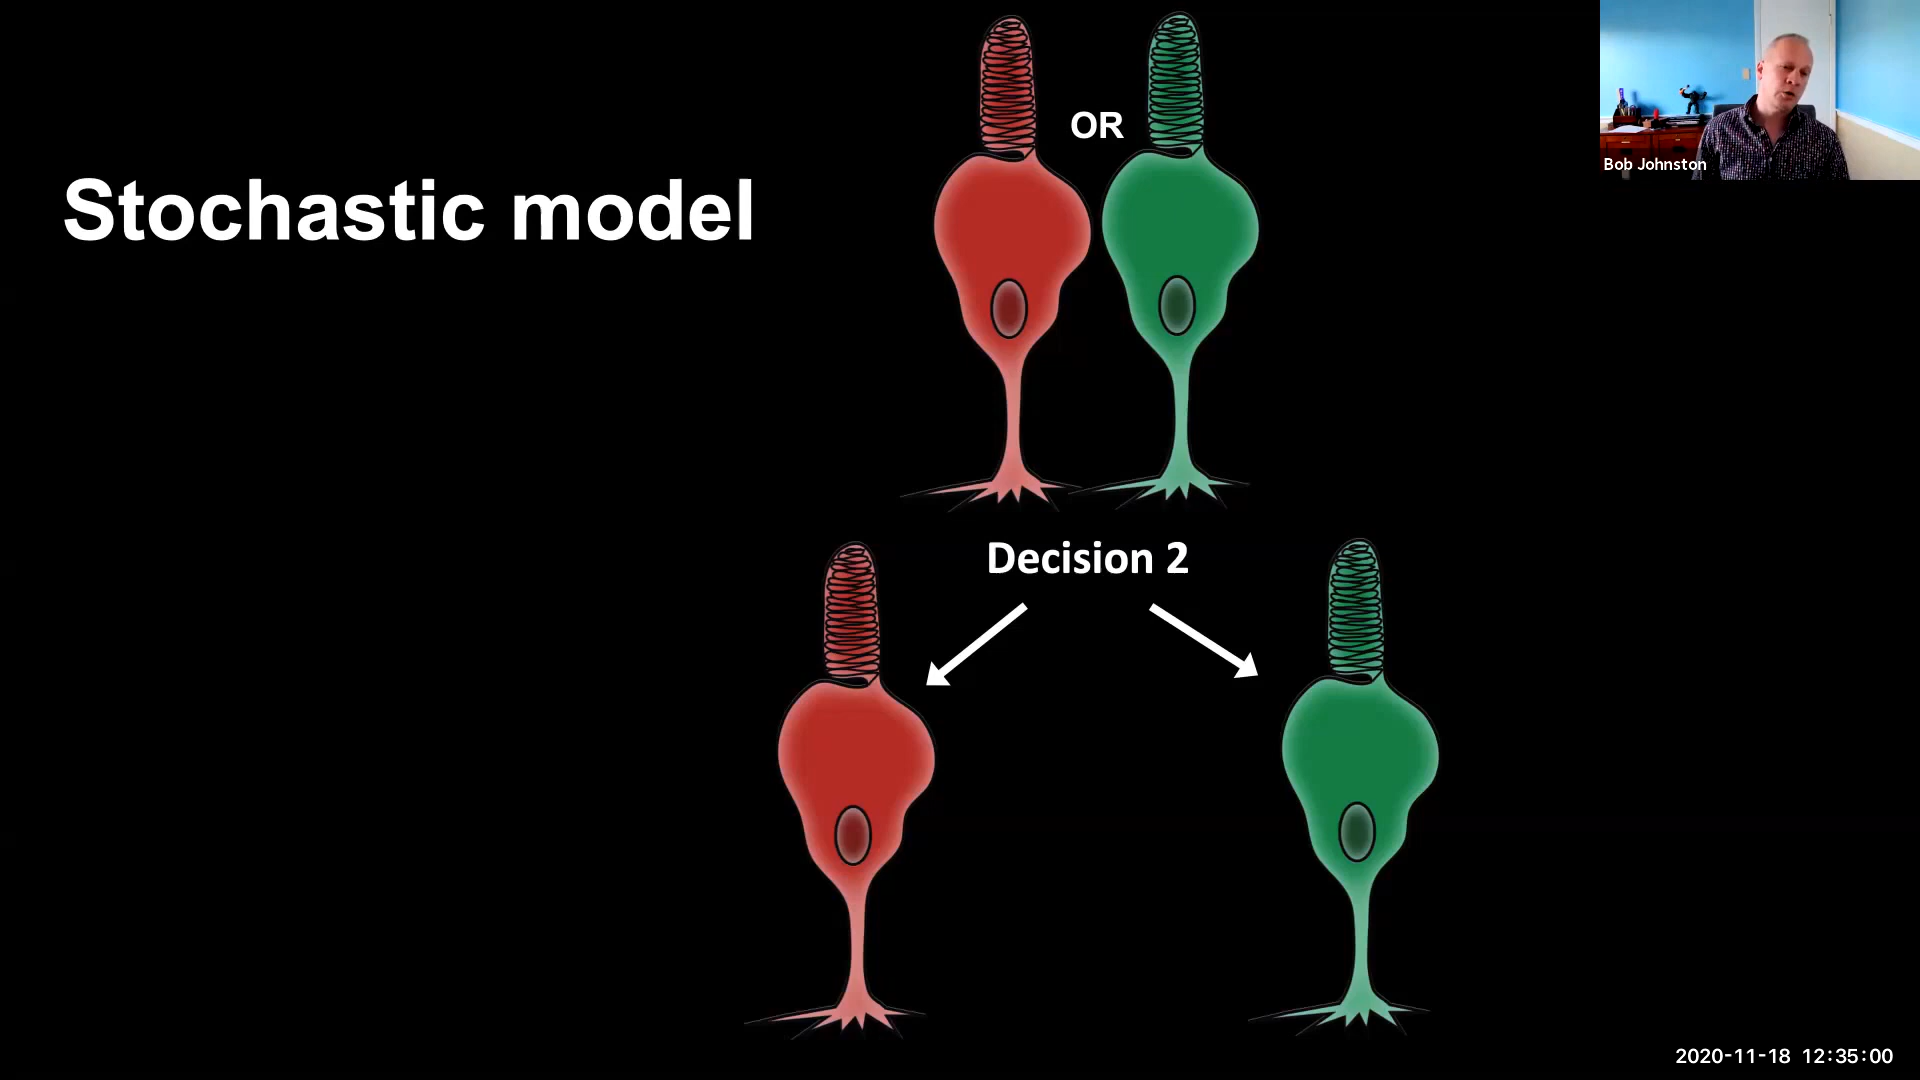 OR
Stochastic model
Bob Johnston
Decision 2
2020-11-18 12:35:00